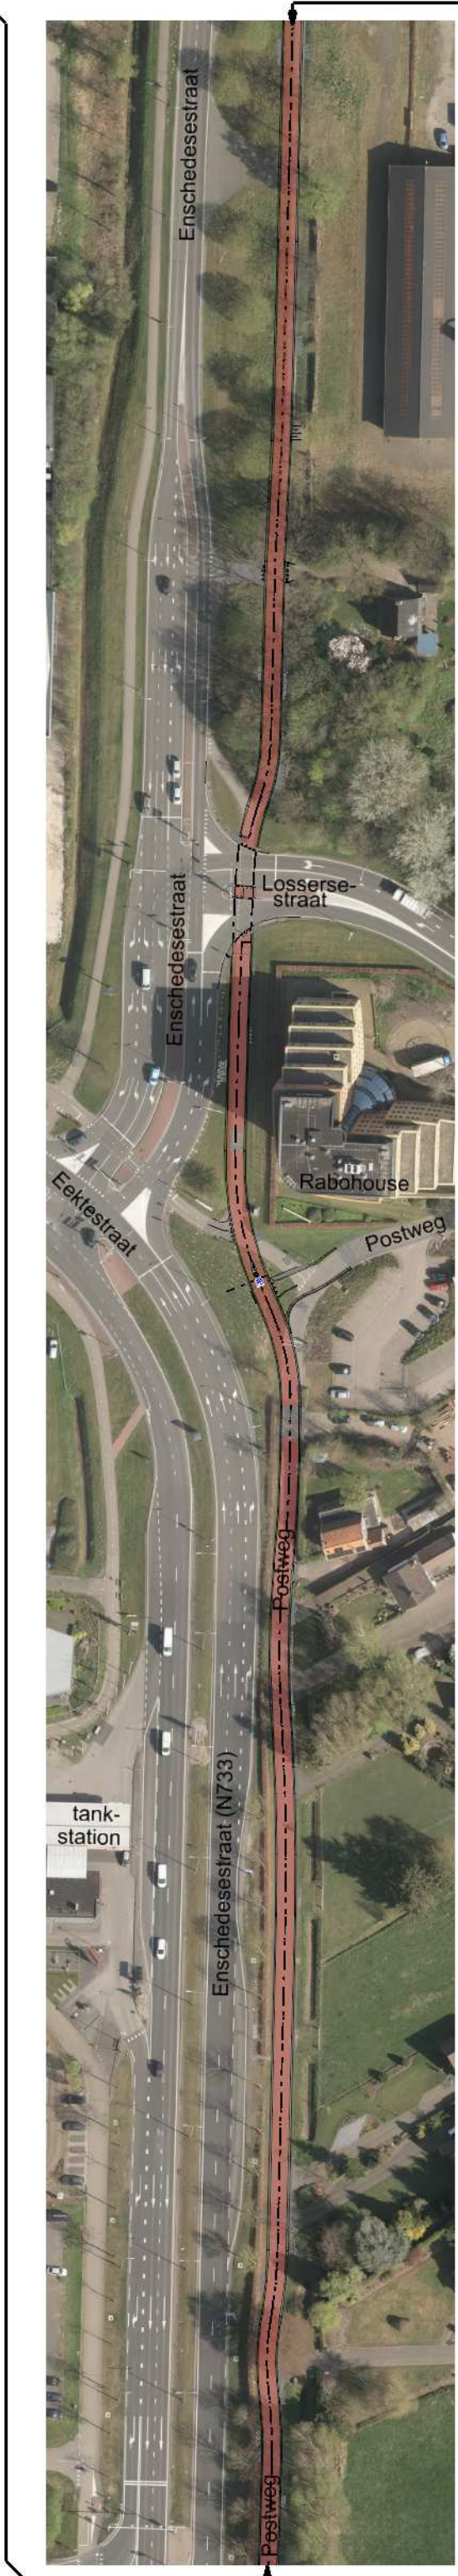 Enschedesestraat
Losserse-
straat
Enschedesestraat
Eektestraat
Rabohouse
Postweg
Postweg
tank-
station
Enschedesestraat (N733)
Postweg